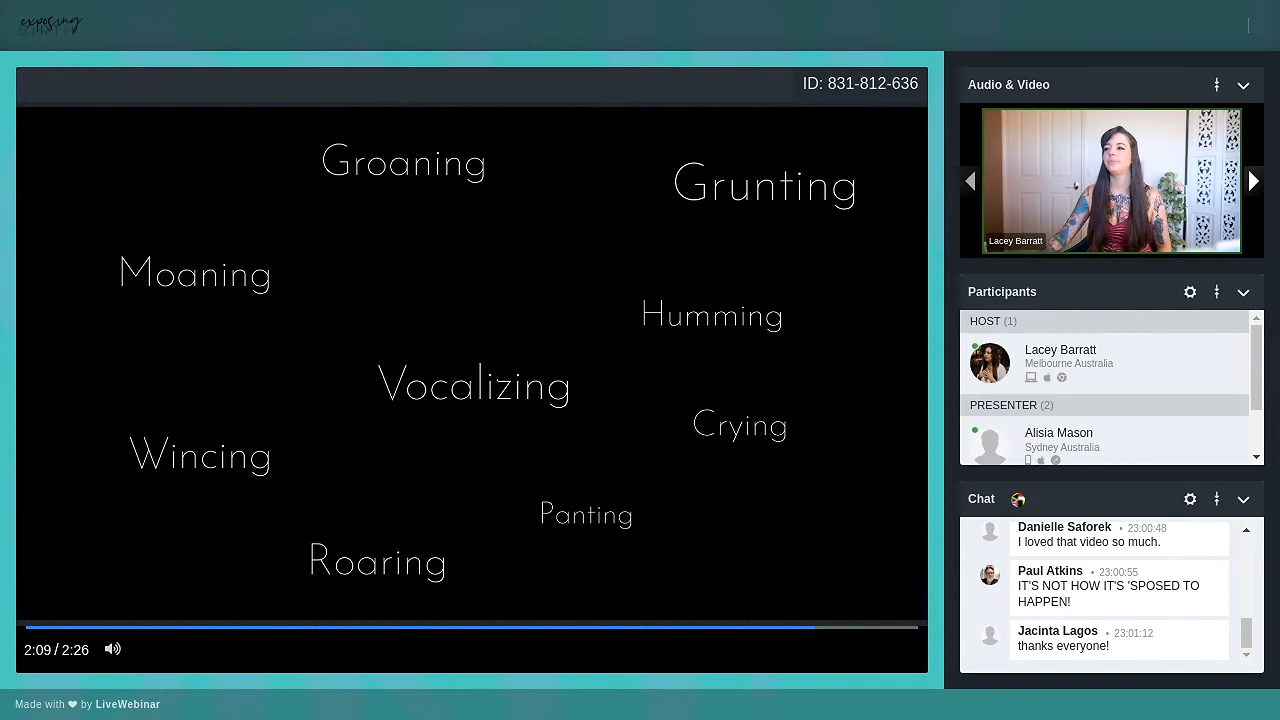 exposing
BIRTH
ID: 831-812-636
Groaning
Grunting
Moaning
Humming
Vocalizing
Crying
Wincing
Panting
Roaring
2:09 / 2:26
Audio & Video
Lacey Barratt
Participants
HOST (1)
Lacey Barratt
Melbourne Australia
PRESENTER (2)
Alisia Mason
Sydney Australia
Chat
Danielle Saforek • 23:00:48
I loved that video so much.
Paul Atkins • 23:00:55
IT'S NOT HOW IT'S 'SPOSED TO
HAPPEN!
Jacinta Lagos • 23:01:12
thanks everyone!
Made with ❤ by LiveWebinar